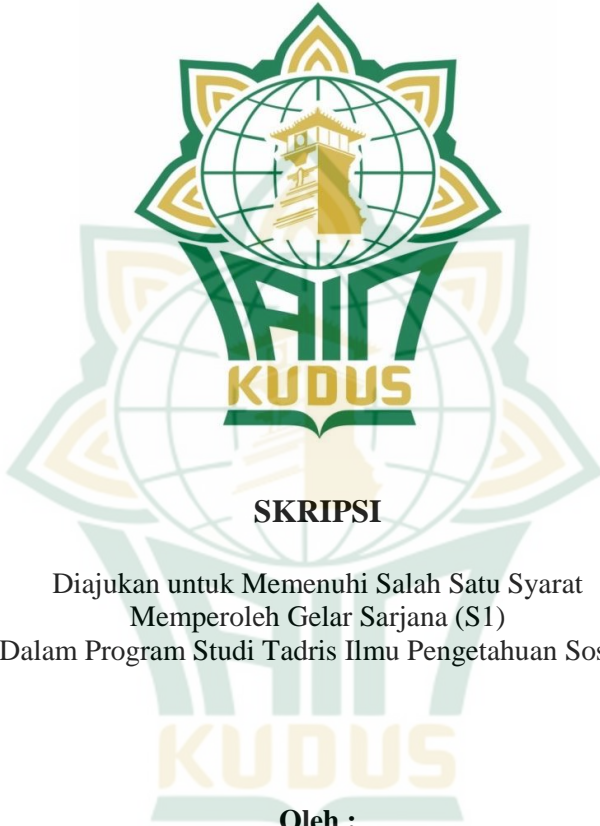 IAIN
KUDUS
SKRIPSI
Diajukan untuk Memenuhi Salah Satu Syarat
Memperoleh Gelar Sarjana (S1)
Dalam Program Studi Tadris Ilmu Pengetahuan Sos
KUDUS
Oleh :